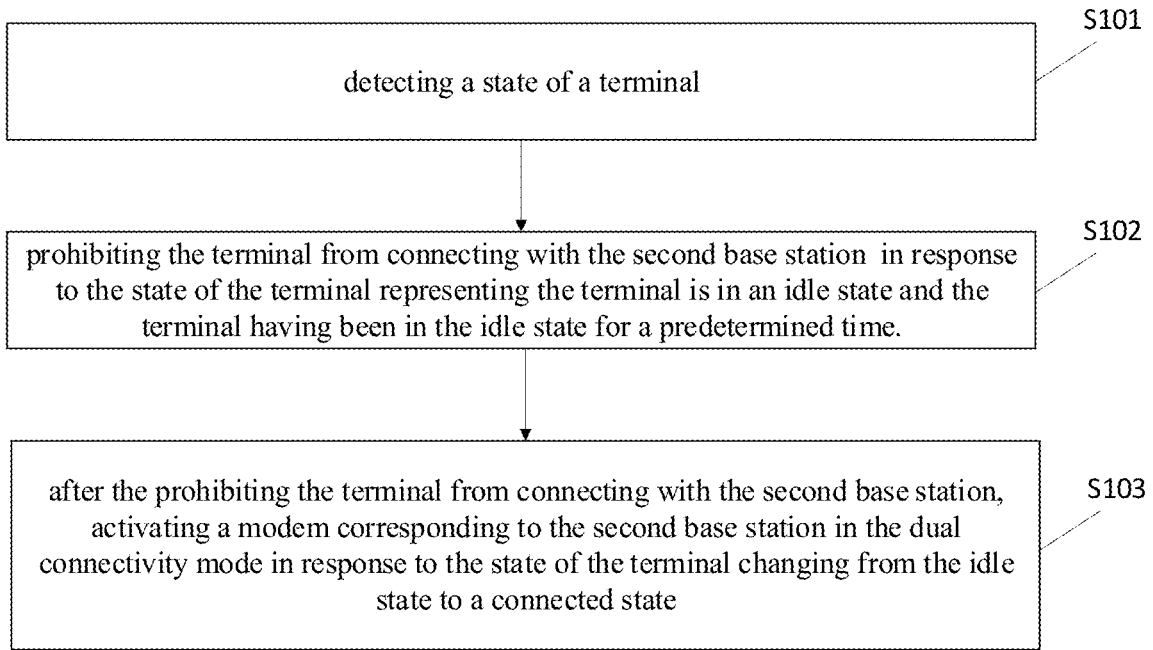 S101
detecting a state of a terminal
S102
prohibiting the terminal from connecting with the second base station in response
to the state of the terminal representing the terminal is in an idle state and the
terminal having been in the idle state for a predetermined time.
S103
after the prohibiting the terminal from connecting with the second base station,
activating a modem corresponding to the second base station in the dual
connectivity mode in response to the state of the terminal changing from the idle
state to a connected state